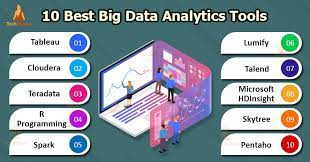 10 Best Big Data Analytics Tools
Tableau 01
Cloudera 02
Teradata 03
R
Programming 04
Spark 05
Lumify 06
Talend 07
Microsoft
HDInsight 08
Skytree 09
Pentaho 10